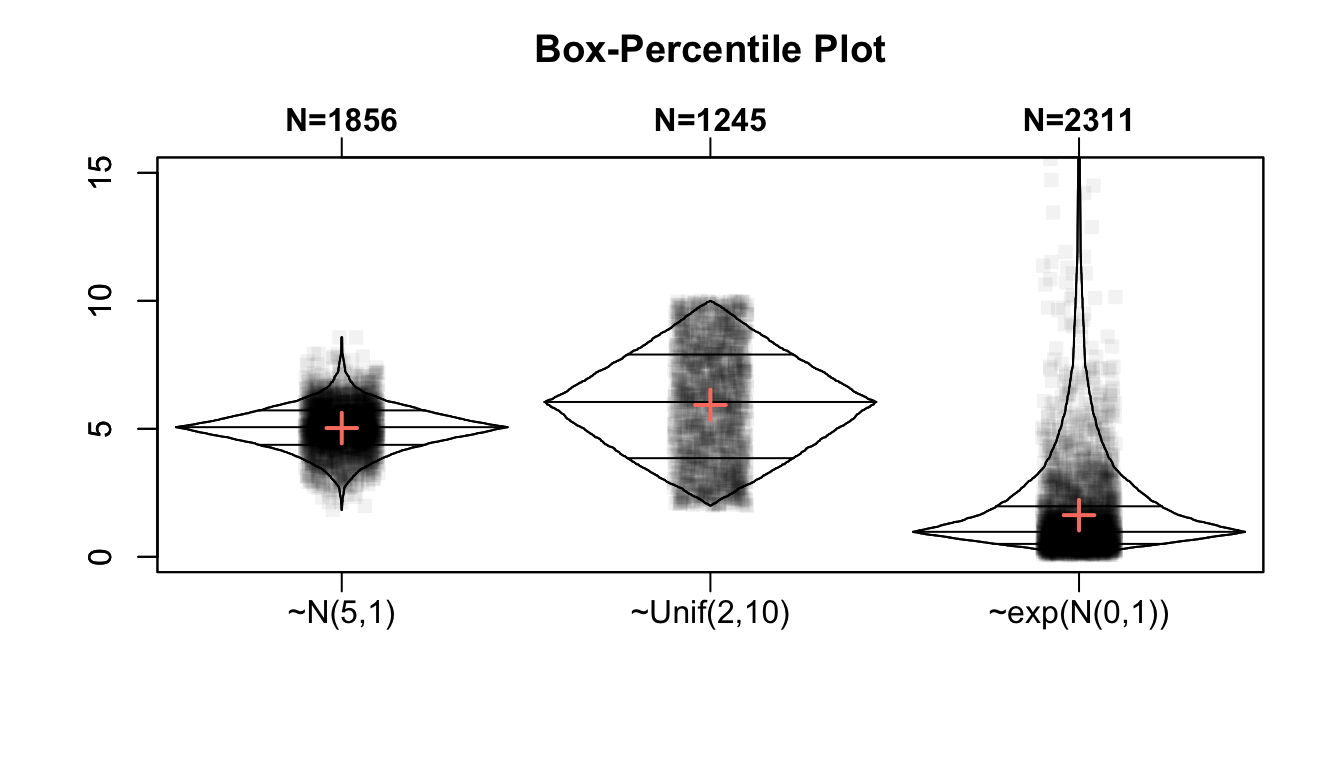 Box-Percentile Plot
N=1856 N=1245 N=2311
15
10
5
0
~N(5,1) ~Unif(2,10) ~exp(N(0,1))